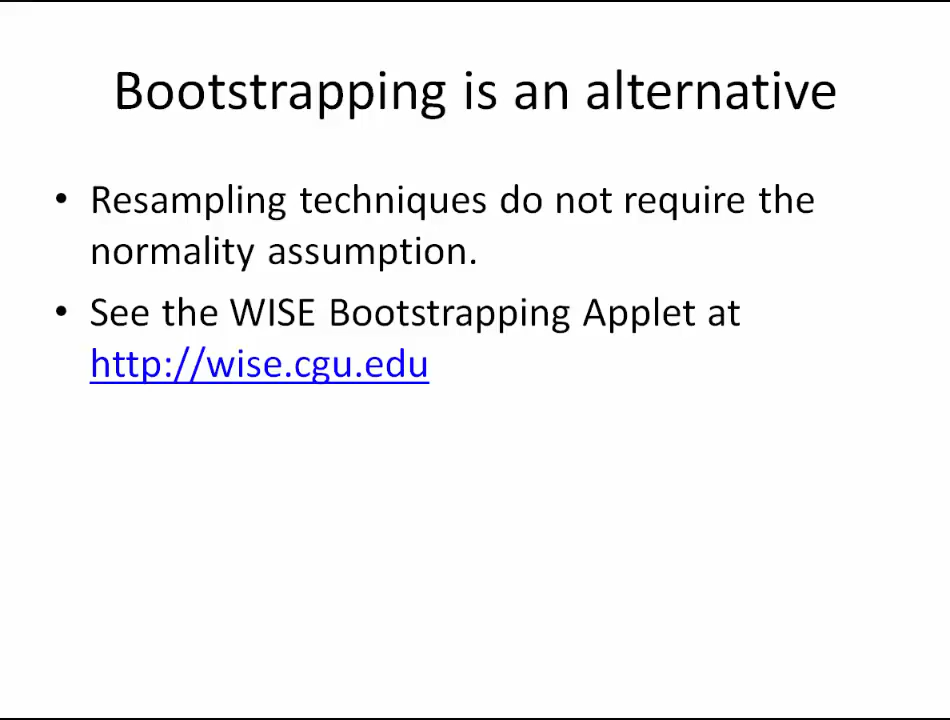 Bootstrapping is an alternative
• Resampling techniques do not require the
normality assumption.
• See the WISE Bootstrapping Applet at
http://wise.cgu.edu